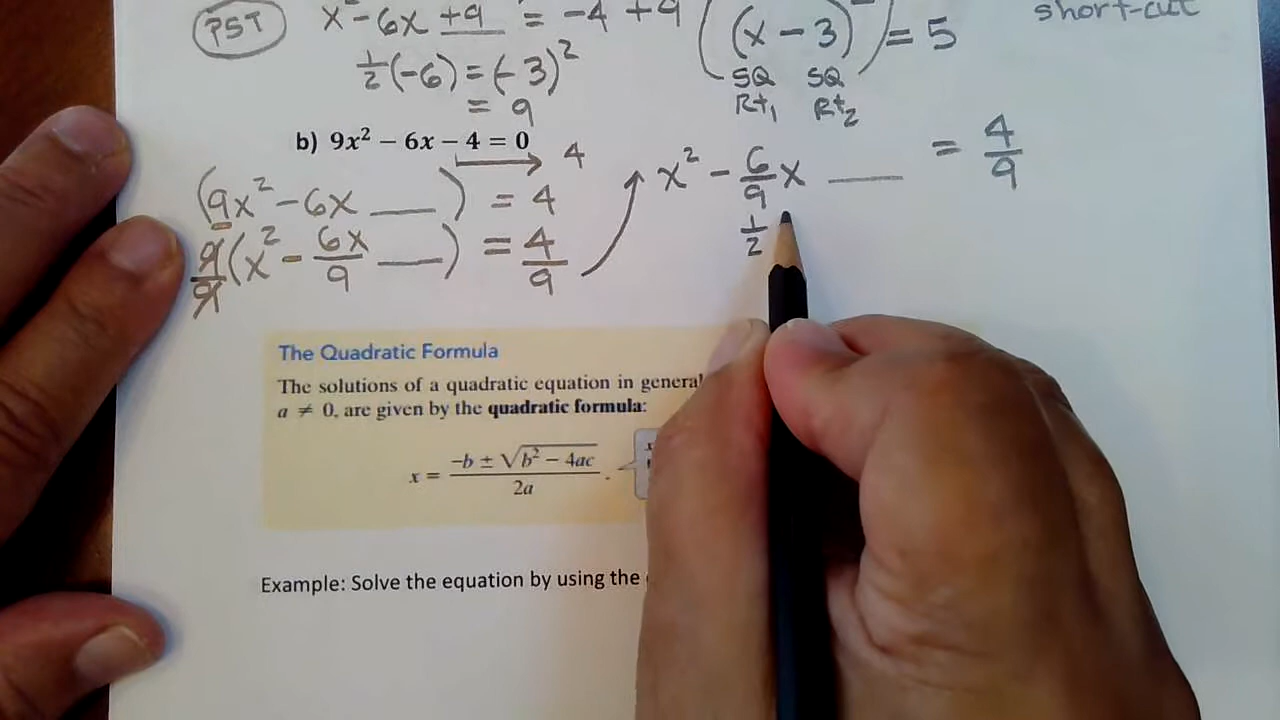 PST x² - 6x +9 = -4 +9 (x - 3)² = 5 short-cut
½(-6) = (-3)² SQ SQ
= 9 Rt₁ Rt₂
b) 9x² − 6x − 4 = 0 4
(9x² - 6x ___ ) = 4
9/9(x² - 6x/9 ___ ) = 4/9
x² - 6/9 x ___ = 4/9
1/2
The Quadratic Formula
The solutions of a quadratic equation in general
a ≠ 0, are given by the quadratic formula:
x = (-b ± √(b² − 4ac))/(2a).
Example: Solve the equation by using the